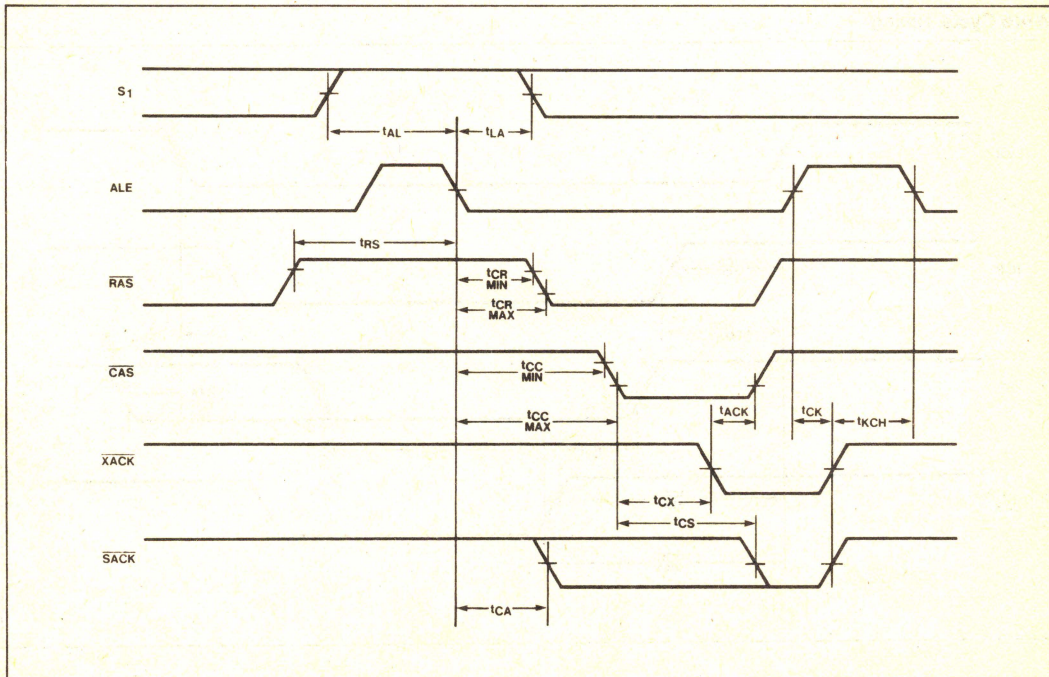 S1
tAL
tLA
ALE
tRS
RAS
tCR
MIN
tCR
MAX
CAS
tCC
MIN
tCC
MAX
tACK
tCK
tKCH
XACK
tCX
tCS
SACK
tCA